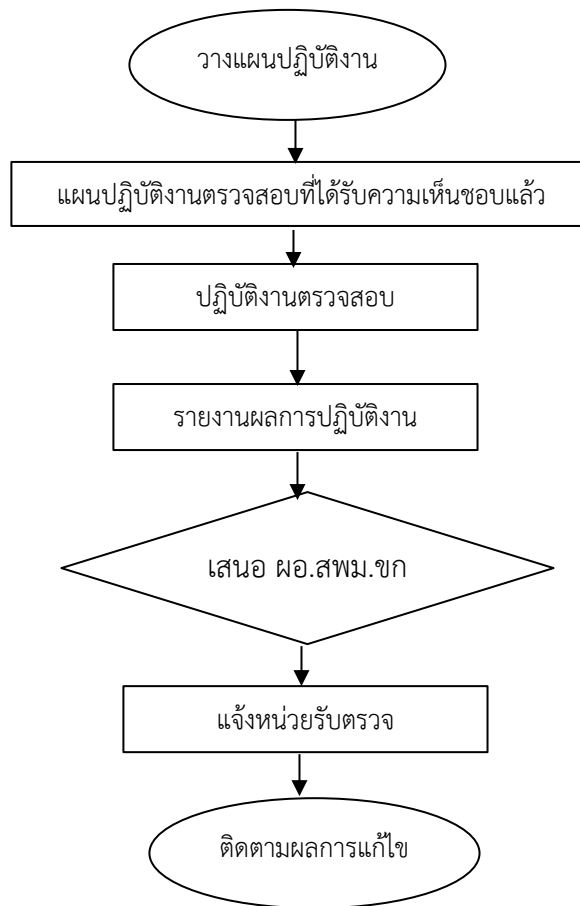 วางแผนปฏิบัติงาน
แผนปฏิบัติงานตรวจสอบที่ได้รับความเห็นชอบแล้ว
ปฏิบัติงานตรวจสอบ
รายงานผลการปฏิบัติงาน
เสนอ ผอ.สพม.ขก
แจ้งหน่วยรับตรวจ
ติดตามผลการแก้ไข